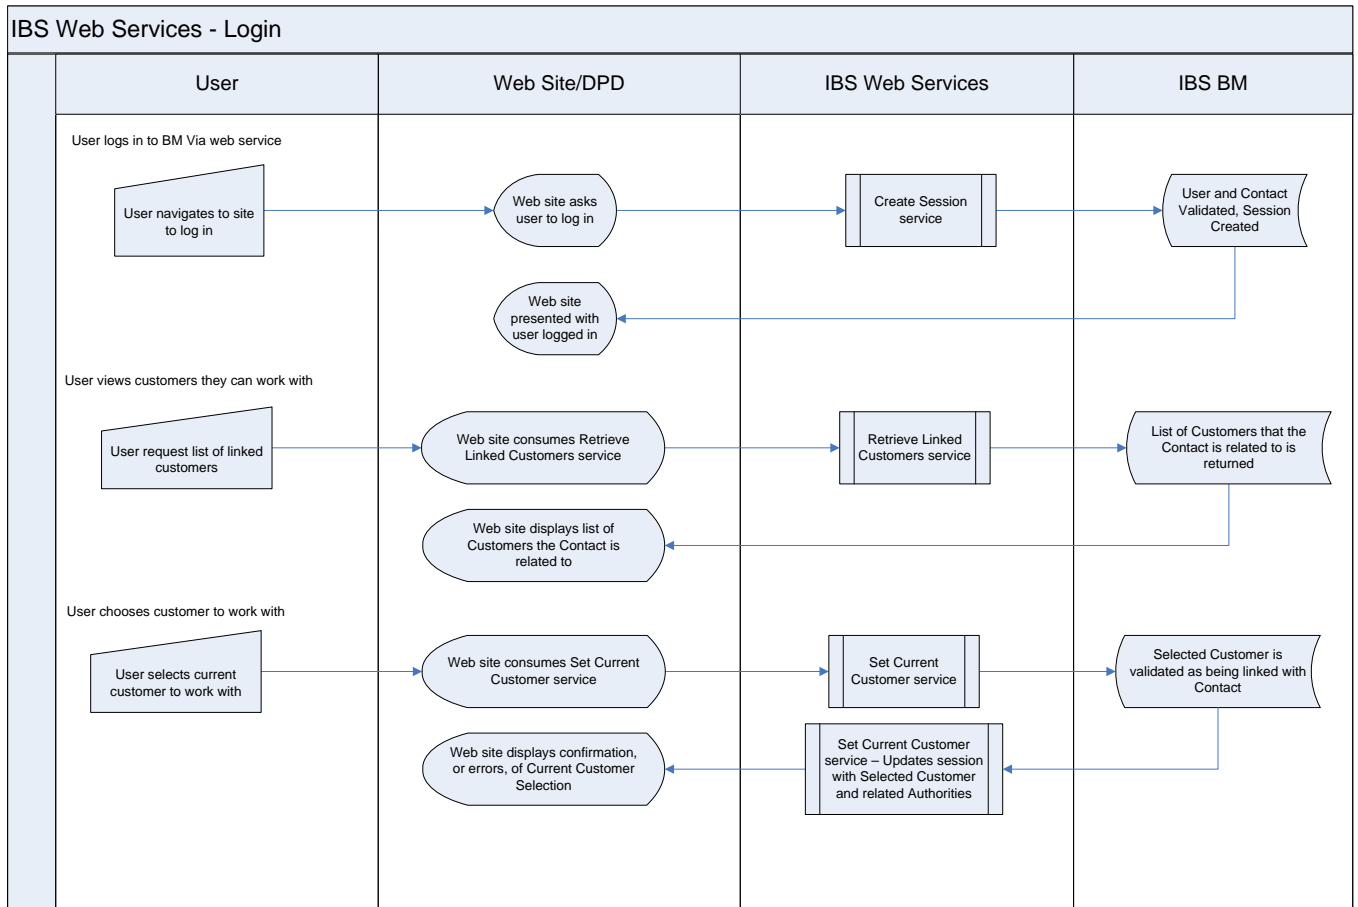 IBS Web Services - Login
User
Web Site/DPD
IBS Web Services
IBS BM
User logs in to BM Via web service
User navigates to site
to log in
Web site asks
user to log in
Create Session
service
User and Contact
Validated, Session
Created
Web site
presented with
user logged in
User views customers they can work with
User request list of linked
customers
Web site consumes Retrieve
Linked Customers service
Retrieve Linked
Customers service
List of Customers that the
Contact is related to is
returned
Web site displays list of
Customers the Contact is
related to
User chooses customer to work with
User selects current
customer to work with
Web site consumes Set Current
Customer service
Set Current
Customer service
Selected Customer is
validated as being linked with
Contact
Web site displays confirmation,
or errors, of Current Customer
Selection
Set Current Customer
service – Updates session
with Selected Customer
and related Authorities